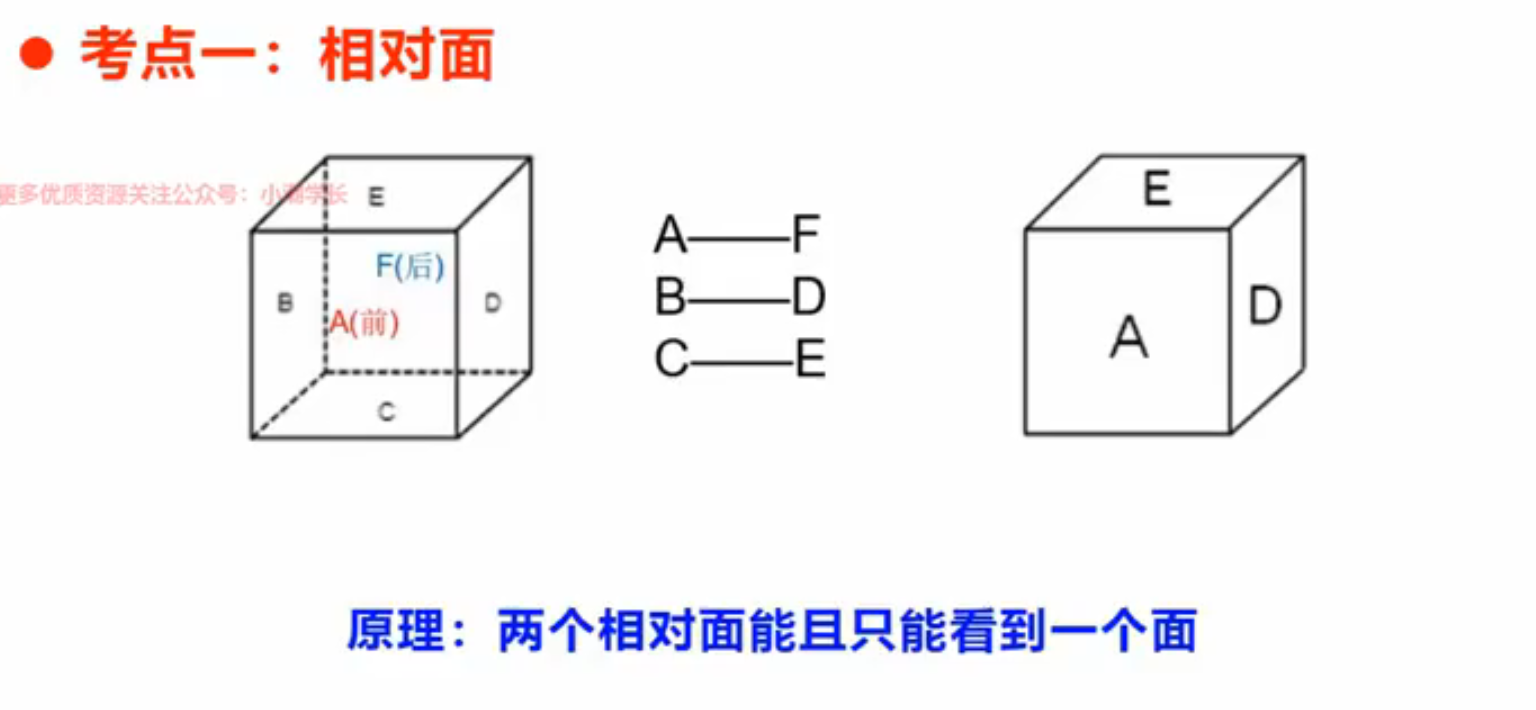 ● 考点一：相对面
更多优质资源关注公众号：小 学长
E
F(后)
B
A(前)
D
C
A——F
B——D
C——E
E
A
D
原理：两个相对面能且只能看到一个面